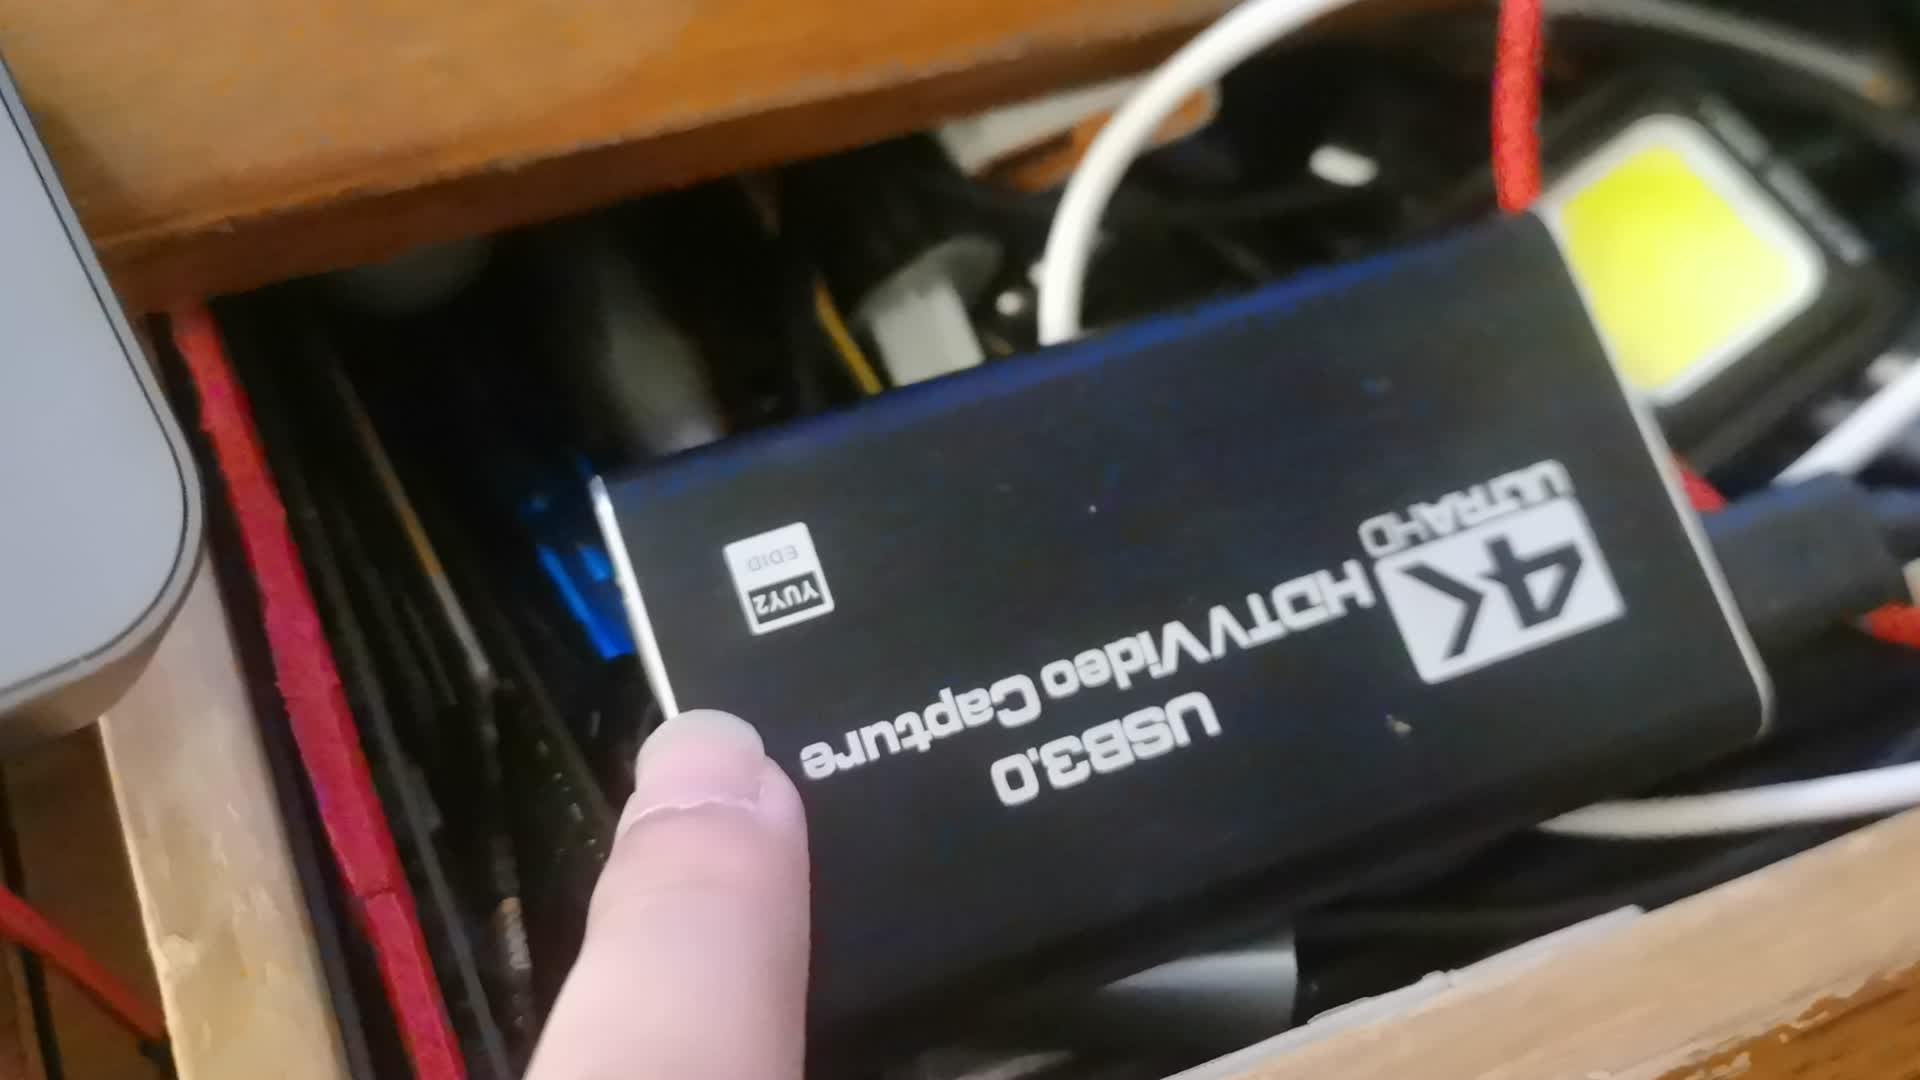 USB3.0
HDTV Video Capture
4K
ULTRA HD
YUY2
EDID